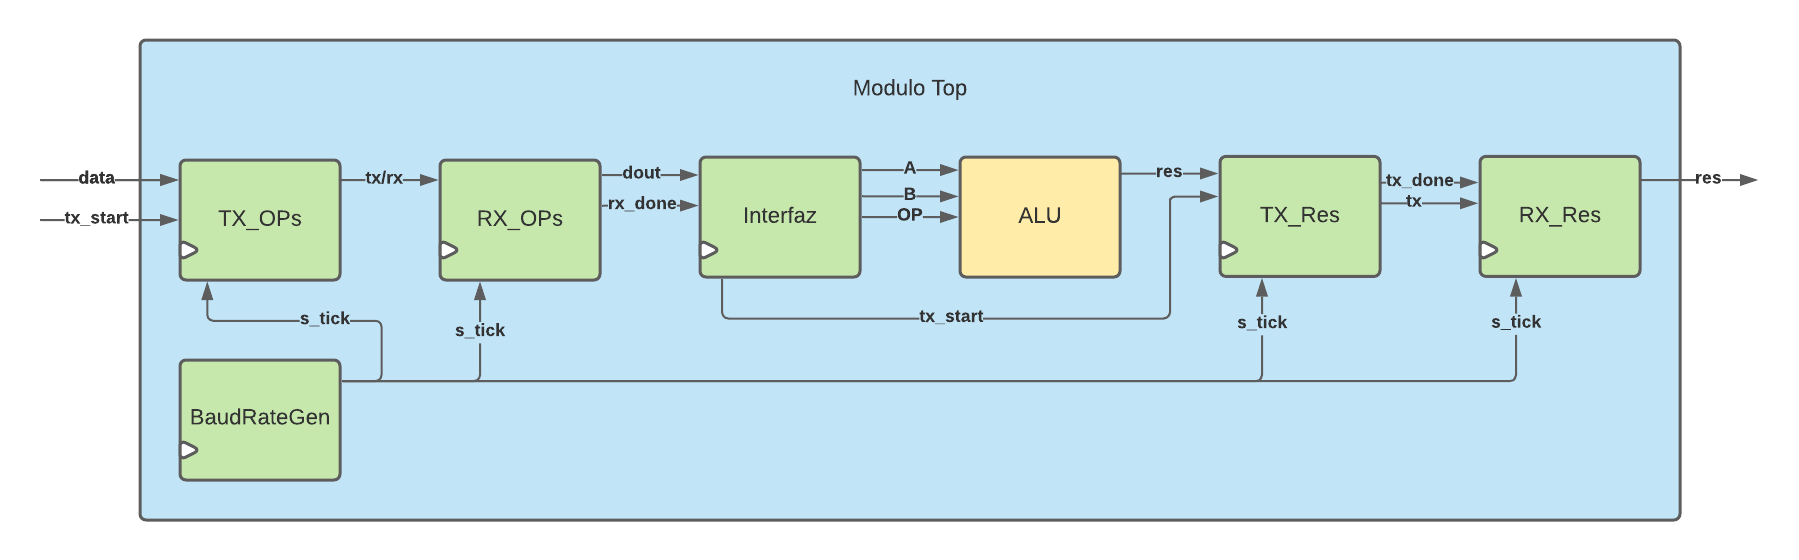 Modulo Top
data
tx_start
TX_OPs
tx/rx
RX_OPs
dout
rx_done
Interfaz
A
B
OP
ALU
res
TX_Res
tx_done
tx
RX_Res
res
s_tick
s_tick
tx_start
s_tick
s_tick
BaudRateGen